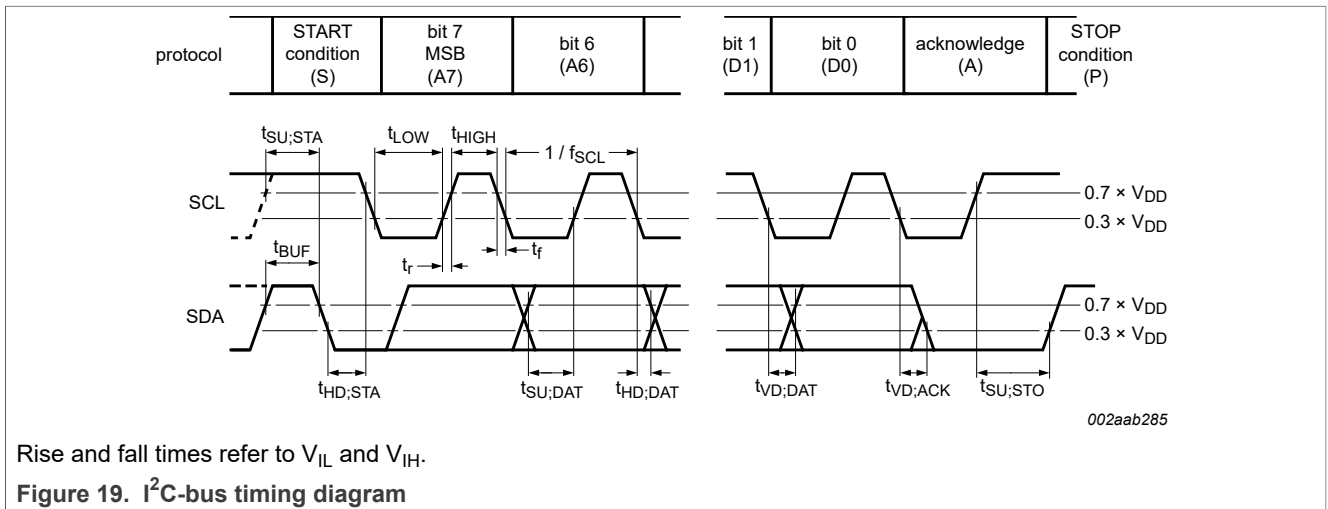 protocol
START condition (S)
bit 7 MSB (A7)
bit 6 (A6)
bit 1 (D1)
bit 0 (D0)
acknowledge (A)
STOP condition (P)
tSU;STA
tLOW
tHIGH
1 / fSCL
SCL
0.7 × VDD
0.3 × VDD
tBUF
tr
tf
SDA
0.7 × VDD
0.3 × VDD
tHD;STA
tSU;DAT
tHD;DAT
tVD;DAT
tVD;ACK
tSU;STO
002aab285
Rise and fall times refer to VIL and VIH.
Figure 19. I²C-bus timing diagram